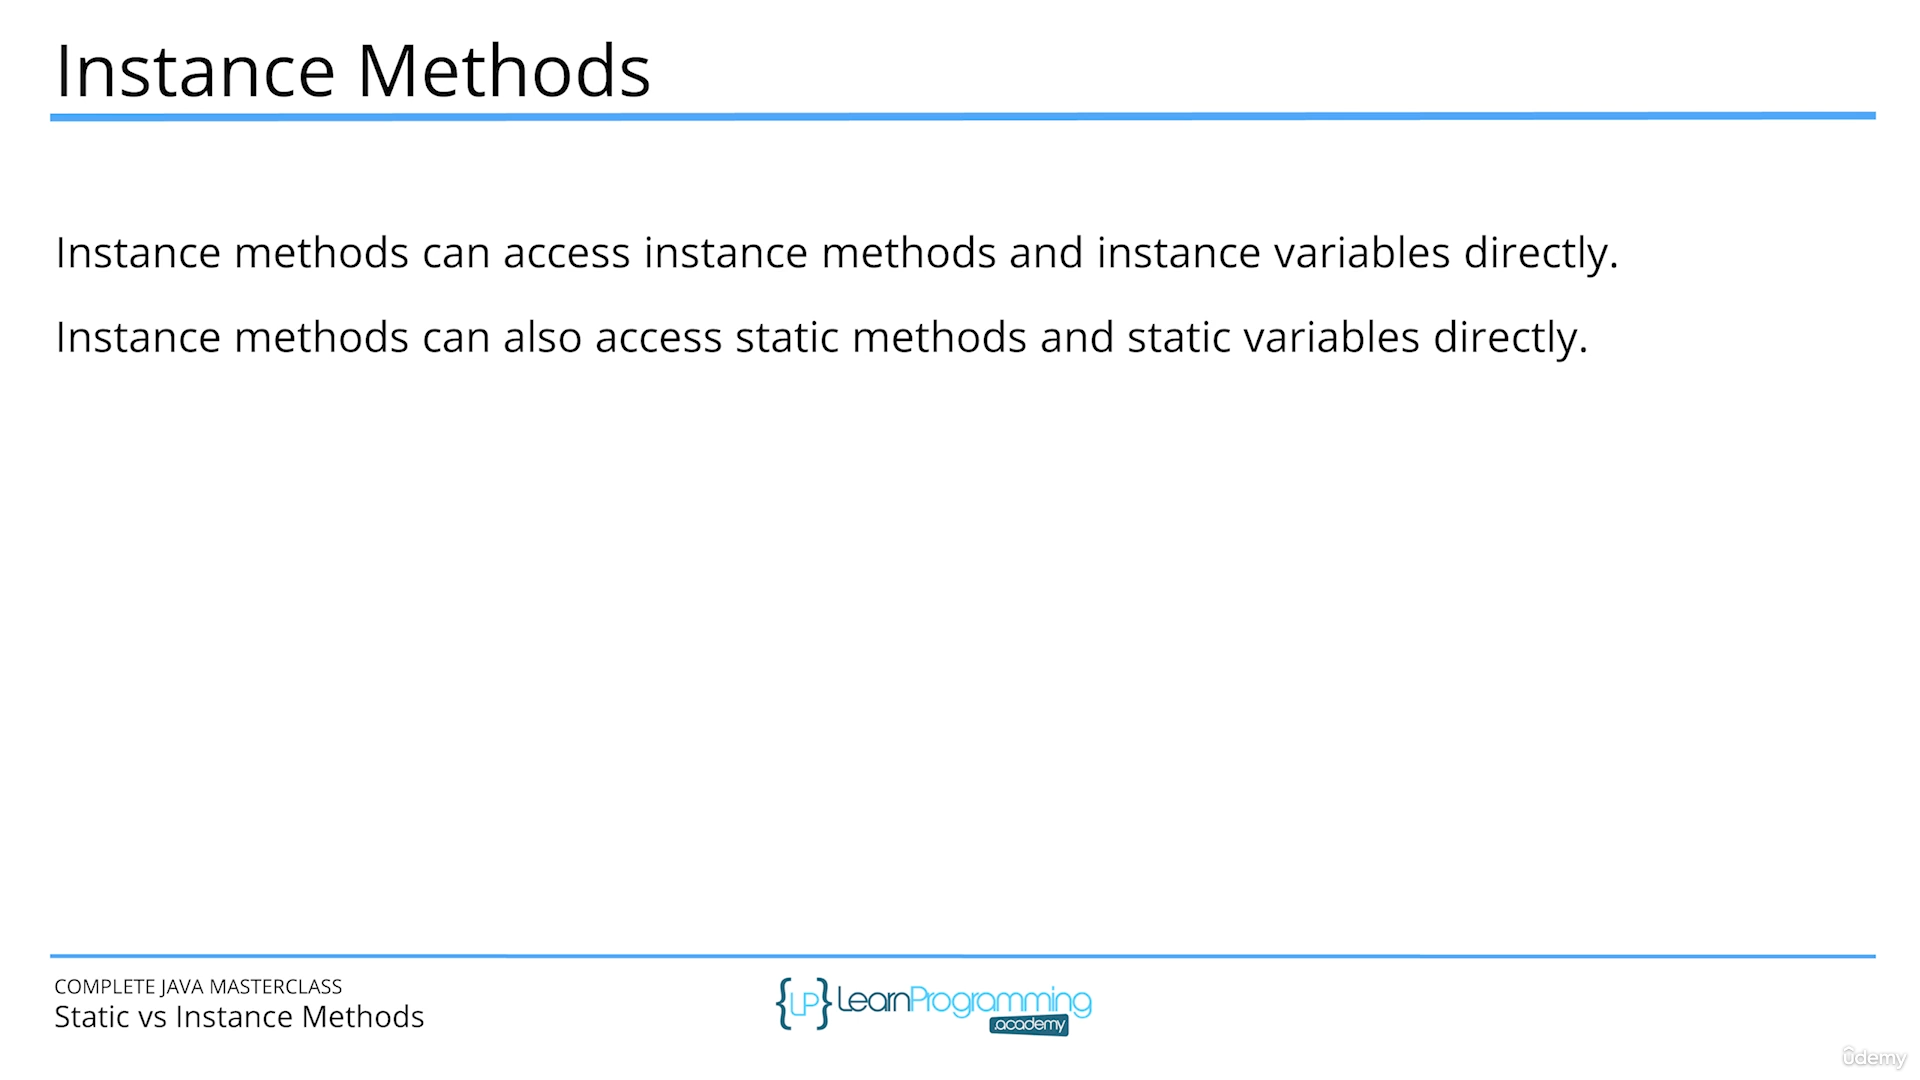 Instance Methods
Instance methods can access instance methods and instance variables directly.
Instance methods can also access static methods and static variables directly.
COMPLETE JAVA MASTERCLASS
Static vs Instance Methods
{LP} LearnProgramming
.academy
ûdemy